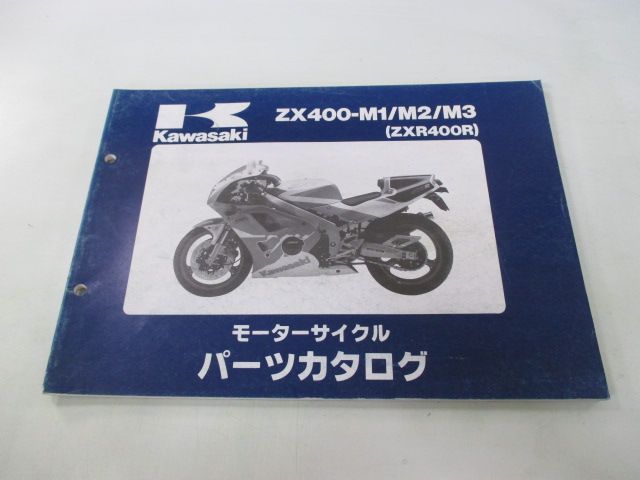 Kawasaki
ZX400-M1/M2/M3
(ZXR400R)
Kawasaki
モーターサイクル
パーツカタログ